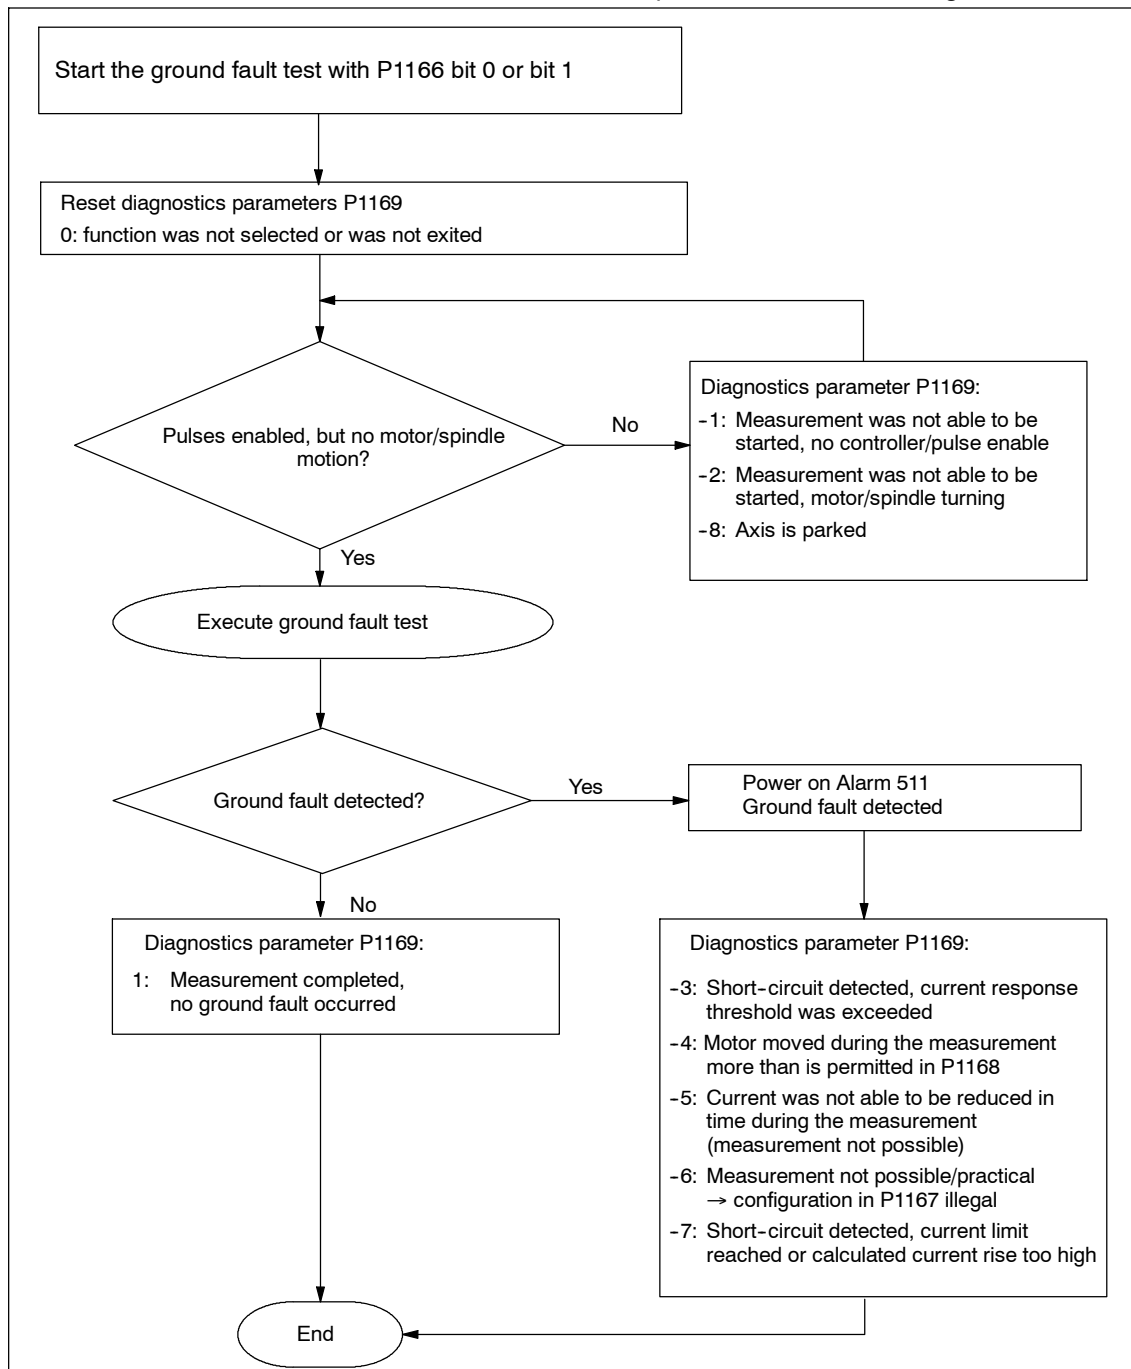 Start the ground fault test with P1166 bit 0 or bit 1
Reset diagnostics parameters P1169
0: function was not selected or was not exited
Pulses enabled, but no motor/spindle
motion?
No
Diagnostics parameter P1169:
--1: Measurement was not able to be
started, no controller/pulse enable
--2: Measurement was not able to be
started, motor/spindle turning
--8: Axis is parked
Yes
Execute ground fault test
Ground fault detected?
Yes
Power on Alarm 511
Ground fault detected
No
Diagnostics parameter P1169:
1: Measurement completed,
no ground fault occurred
Diagnostics parameter P1169:
--3: Short--circuit detected, current response
threshold was exceeded
--4: Motor moved during the measurement
more than is permitted in P1168
--5: Current was not able to be reduced in
time during the measurement
(measurement not possible)
--6: Measurement not possible/practical
→ configuration in P1167 illegal
--7: Short--circuit detected, current limit
reached or calculated current rise too high
End